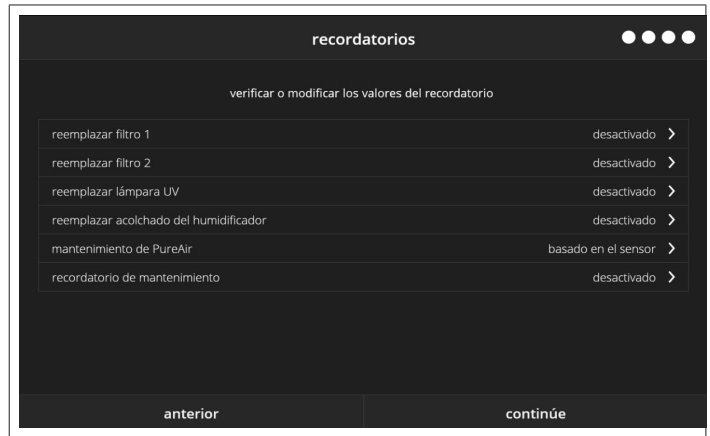 recordatorios
verificar o modificar los valores del recordatorio
reemplazar filtro 1 desactivado
reemplazar filtro 2 desactivado
reemplazar lámpara UV desactivado
reemplazar acolchado del humidificador desactivado
mantenimiento de PureAir basado en el sensor
recordatorio de mantenimiento desactivado
anterior continúe